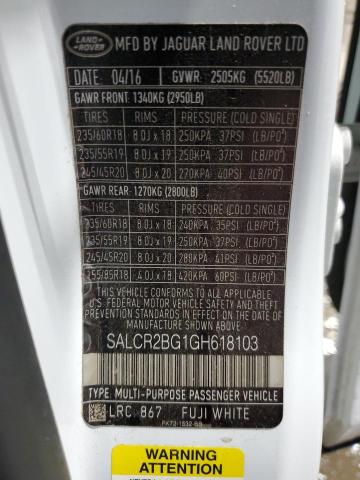 LAND-ROVER
MFD BY JAGUAR LAND ROVER LTD
DATE 04/16 GVWR. 2505KG (5520LB)
GAWR FRONT: 1340KG (2950LB)
TIRES RIMS PRESSURE (COLD SINGLE)
235/60R18 8.0J x 18 250KPA 37PSI (LB/PO²)
235/55R19 8.0J x 19 250KPA 37PSI (LB/PO²)
245/45R20 8.0J x 20 270KPA 40PSI (LB/PO²)
GAWR REAR: 1270KG (2800LB)
TIRES RIMS PRESSURE (COLD SINGLE)
235/60R18 8.0J x 18 240KPA 35PSI (LB/PO²)
235/55R19 8.0J x 19 250KPA 37PSI (LB/PO²)
245/45R20 8.0J x 20 280KPA 41PSI (LB/PO²)
155/85R18 4.0J x 18 420KPA 60PSI (LB/PO²)
THIS VEHICLE CONFORMS TO ALL APPLICABLE
FEDERAL MOTOR VEHICLE SAFETY
AND THEFT PREVENTION STANDARDS
IN EFFECT ON THE DATE OF
MANUFACTURE SHOWN ABOVE.
SALCR2BG1GH618103
TYPE: MULTI-PURPOSE PASSENGER VEHICLE
LRC 867 FUJI WHITE
PK72-1532-BB
WARNING
ATTENTION